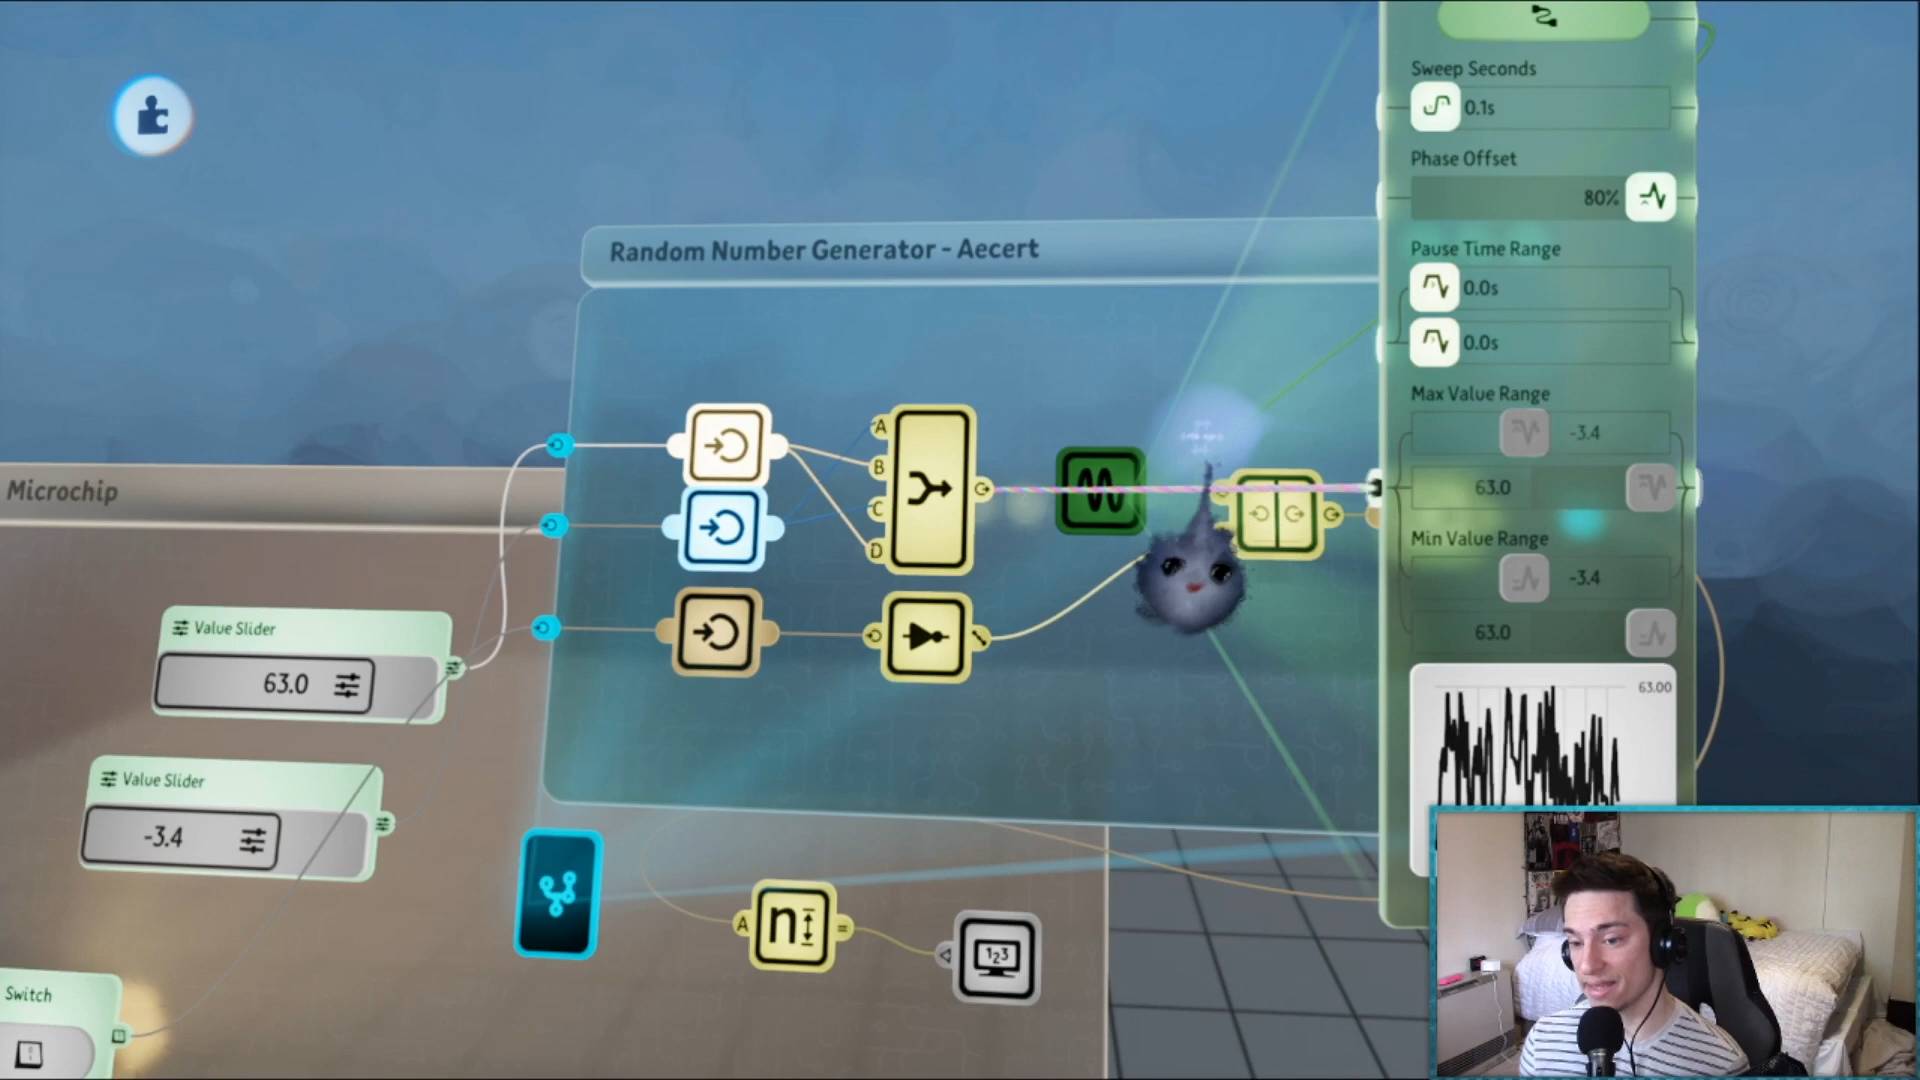 Sweep Seconds
0.1s
Phase Offset
80%
Pause Time Range
0.0s
0.0s
Max Value Range
-3.4
63.0
Min Value Range
-3.4
63.0
63.00
Random Number Generator - Aecert
A
B
C
D
Microchip
Value Slider
63.0
Value Slider
-3.4
A n =
123
Switch